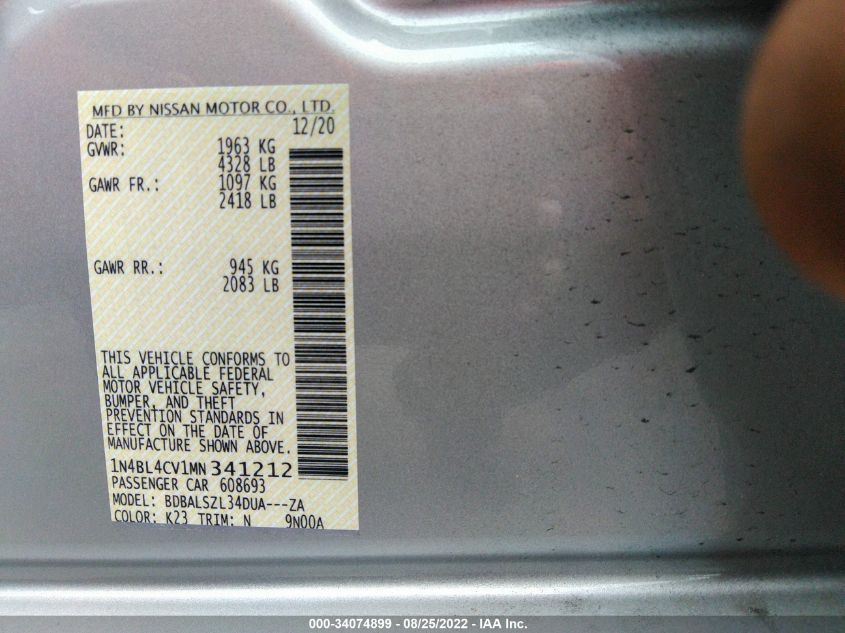 MFD BY NISSAN MOTOR CO., LTD.
DATE: 12/20
GVWR: 1963 KG
4328 LB
GAWR FR.: 1097 KG
2418 LB
GAWR RR.: 945 KG
2083 LB
THIS VEHICLE CONFORMS TO
ALL APPLICABLE FEDERAL
MOTOR VEHICLE SAFETY,
BUMPER, AND THEFT
PREVENTION STANDARDS IN
EFFECT ON THE DATE OF
MANUFACTURE SHOWN ABOVE.
1N4BL4CV1MN341212
PASSENGER CAR 608693
MODEL: BDBALSZL34DUA---ZA
COLOR: K23 TRIM: N 9N00A
000-34074899 - 08/25/2022 - IAA Inc.